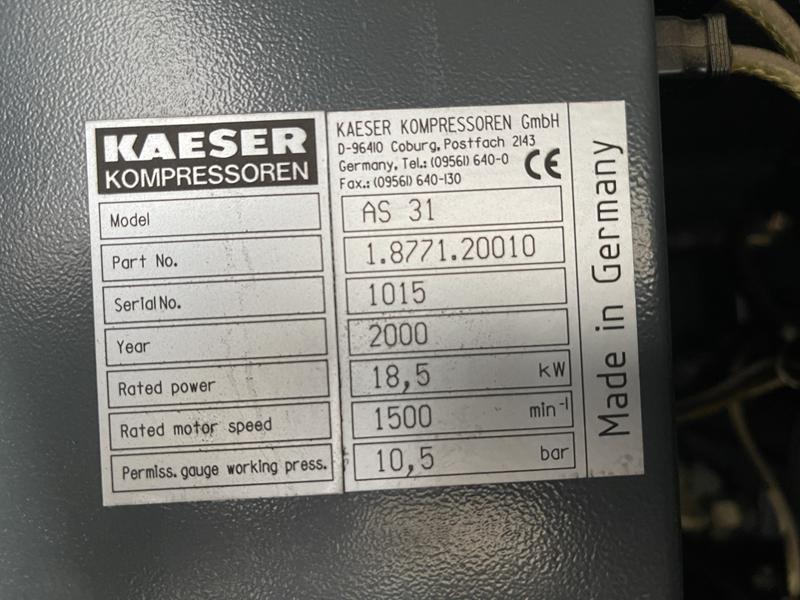 KAESER
KOMPRESSOREN
KAESER KOMPRESSOREN GmbH
D-96410 Coburg, Postfach 2143
Germany, Tel.: (09561) 640-0
Fax.: (09561) 640-130
CE
Model AS 31
Part No. 1.8771.20010
Serial No. 1015
Year 2000
Rated power 18,5 kW
Rated motor speed 1500 min⁻¹
Permiss. gauge working press. 10,5 bar
Made in Germany